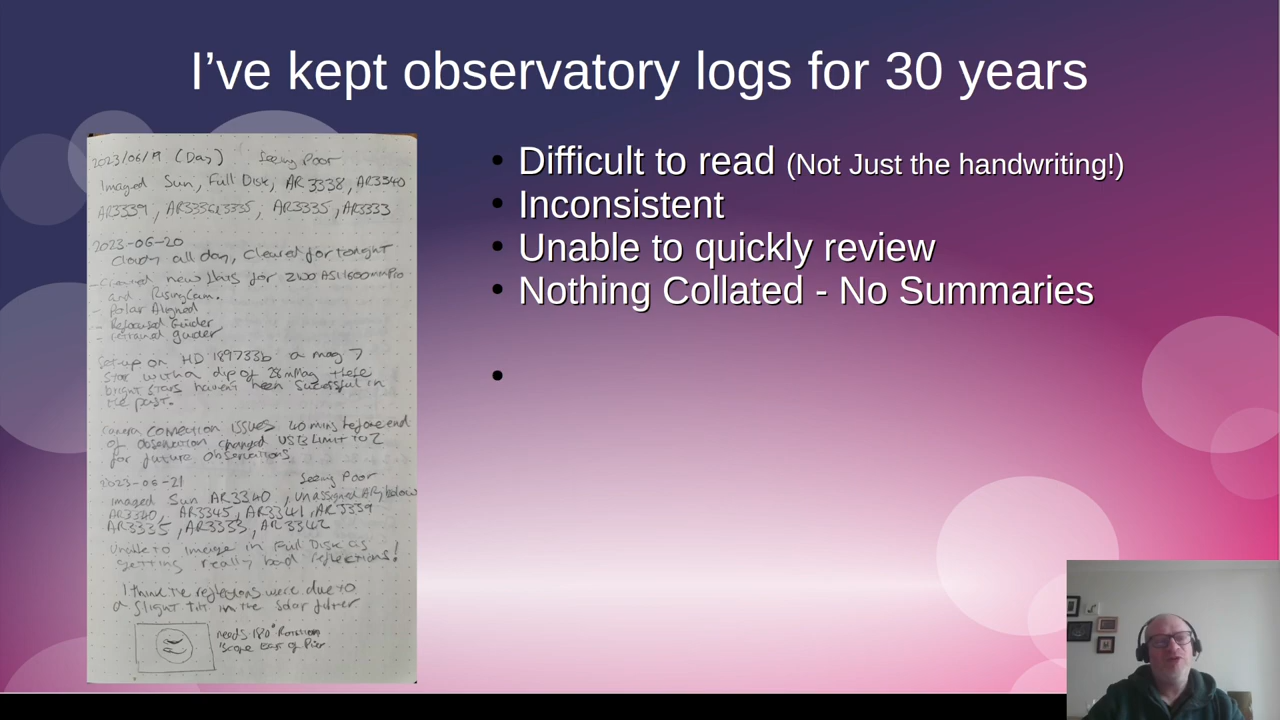 I've kept observatory logs for 30 years
2023/06/19 (Day) Seeing Poor
Imaged Sun, Full Disk, AR3338, AR3340
AR3339, AR3335, AR3333
2023-06-20
Cloudy all day, Cleared for tonight
- new for ZWO ASI1600mmPro
and RisingCam.
- Polar Aligned
- Refocused Guider
- retrained guider
Set-up on HD 189733b a mag 7
star with a dip of 28mMag these
bright stars haven't been Sucessful in
the past.
Camera Connection ISSUES 40 mins before end
of observation changed USB Limit to 2
for future observations
2023-06-21 Seeing Poor
imaged Sun AR3340, unassigned AR, below
AR3340, AR3345, AR3341, AR3339
AR3335, AR3333, AR3342
Unable to image in Full Disk as
getting really bad reflections!
I think the reflections were due to
a slight tilt in the Solar filter
needs 180° Rotation
'scope East of Pier
• Difficult to read (Not Just the handwriting!)
• Inconsistent
• Unable to quickly review
• Nothing Collated - No Summaries
•